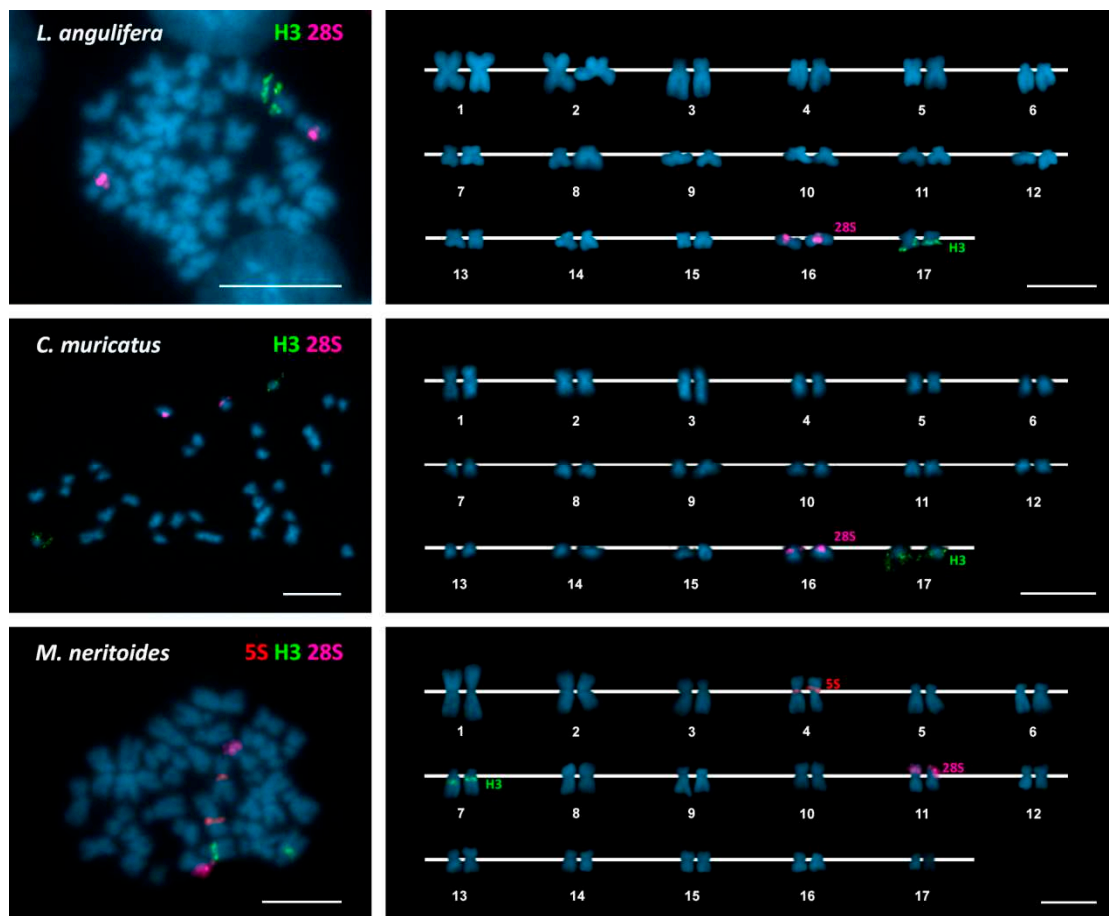 L. angulifera H3 28S
1 2 3 4 5 6
7 8 9 10 11 12
28S
H3
13 14 15 16 17
C. muricatus H3 28S
1 2 3 4 5 6
7 8 9 10 11 12
28S
H3
13 14 15 16 17
M. neritoides 5S H3 28S
5S
1 2 3 4 5 6
28S
H3
7 8 9 10 11 12
13 14 15 16 17